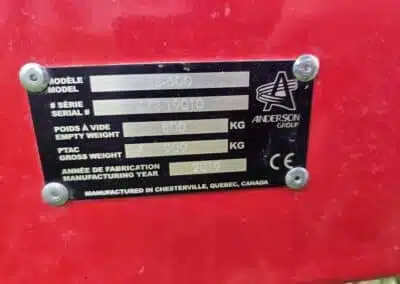 MODÈLE
MODEL
# SÉRIE
SERIAL #
POIDS À VIDE
EMPTY WEIGHT
KG
PTAC
GROSS WEIGHT
KG
ANNÉE DE FABRICATION
MANUFACTURING YEAR
2019
ANDERSON
GROUP
CE
MANUFACTURED IN CHESTERVILLE, QUEBEC, CANADA